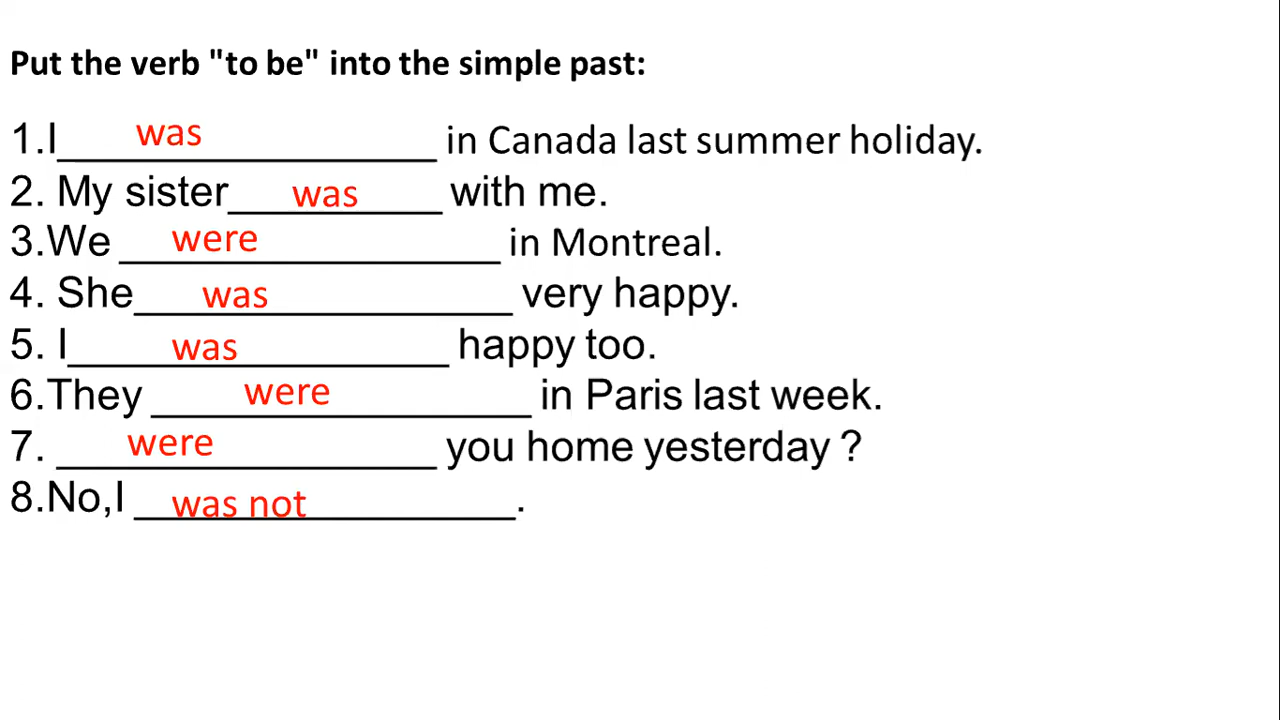 Put the verb "to be" into the simple past:
1.I was in Canada last summer holiday.
2. My sister was with me.
3.We were in Montreal.
4. She was very happy.
5. I was happy too.
6.They were in Paris last week.
7. were you home yesterday ?
8.No,I was not.